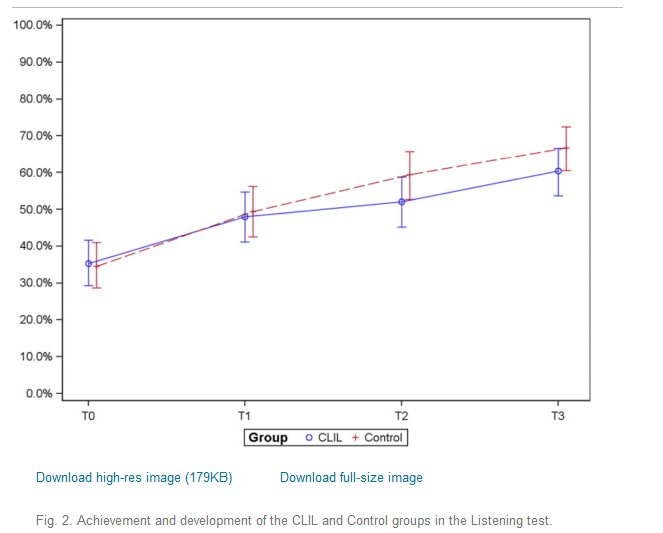 100.0%
90.0%
80.0%
70.0%
60.0%
50.0%
40.0%
30.0%
20.0%
10.0%
0.0%
T0 T1 T2 T3
Group CLIL Control
Download high-res image (179KB) Download full-size image
Fig. 2. Achievement and development of the CLIL and Control groups in the Listening test.